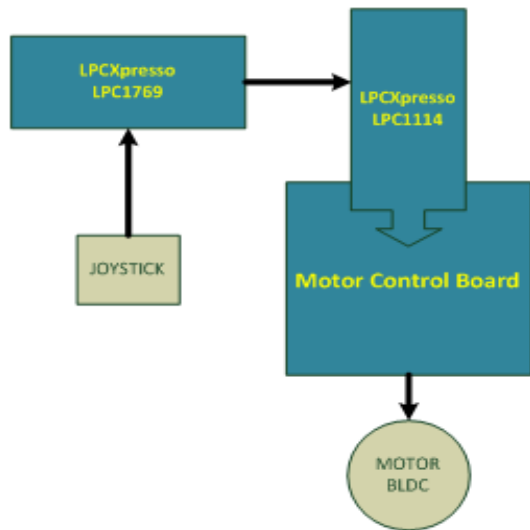 LPCXpresso
LPC1769
LPCXpresso
LPC1114
JOYSTICK
Motor Control Board
MOTOR
BLDC